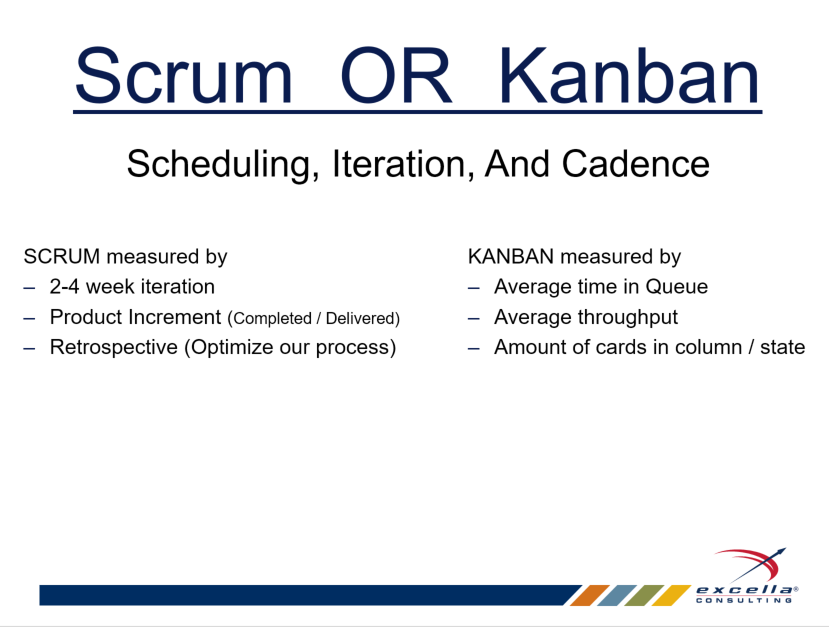 Scrum OR Kanban
Scheduling, Iteration, And Cadence
SCRUM measured by
– 2-4 week iteration
– Product Increment (Completed / Delivered)
– Retrospective (Optimize our process)
KANBAN measured by
– Average time in Queue
– Average throughput
– Amount of cards in column / state
excella®
CONSULTING